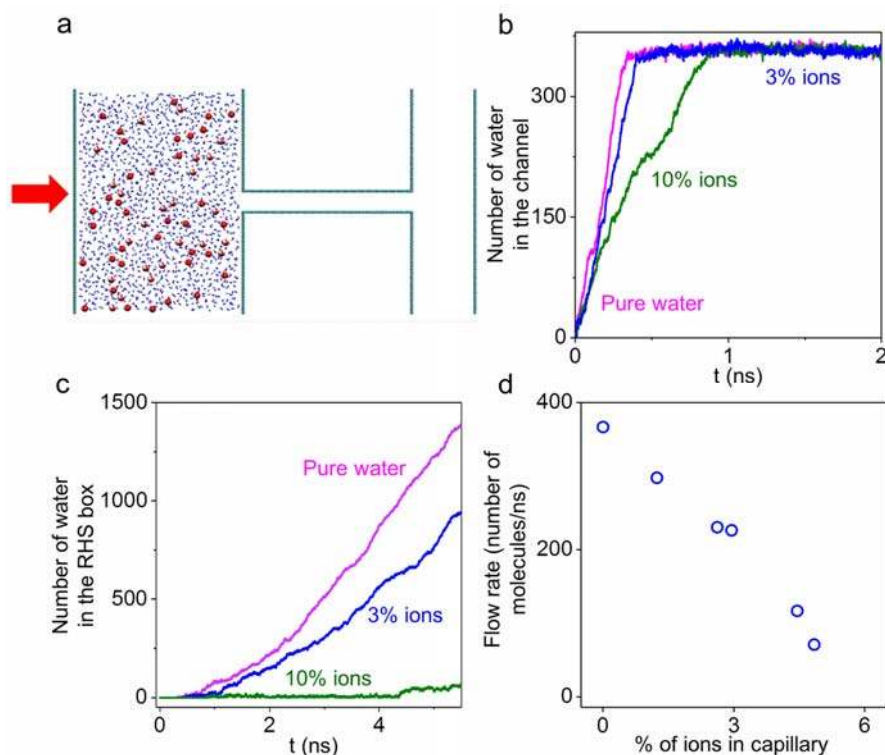 a
b
Number of water
in the channel
350
150
0
0
1
2
t (ns)
3% ions
10% ions
Pure water
c
Number of water
in the RHS box
1500
1000
500
0
0
2
4
t (ns)
Pure water
3% ions
10% ions
d
Flow rate (number of
molecules/ns)
400
200
0
0
3
6
% of ions in capillary